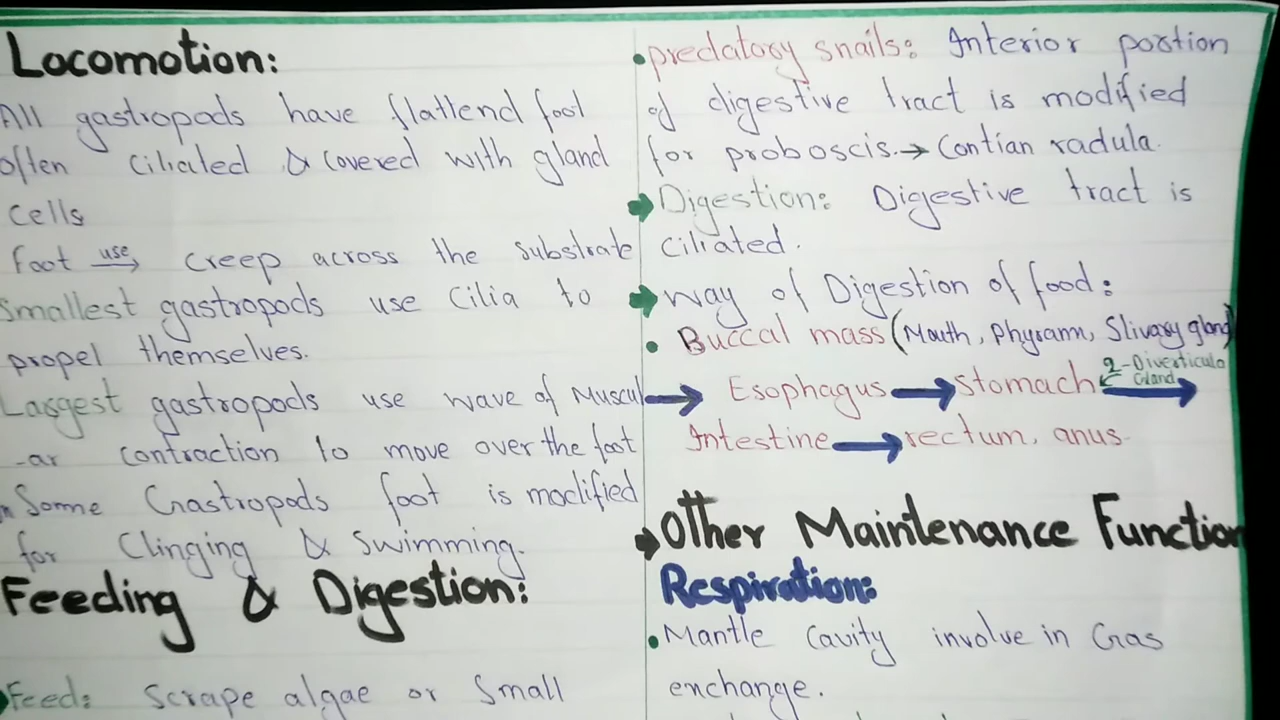 Locomotion:
All gastropods have flattend foot
often ciliated & covered with gland
cells
foot use → creep across the substrate
Smallest gastropods use Cilia to
propel themselves.
Largest gastropods use wave of Muscul
-ar contraction to move over the foot
Some Gastropods foot is modified
for Clinging & Swimming.
Feeding & Digestion:
Feed: Scrape algae or Small
• predatory snails: Interior portion
of digestive tract is modified
for proboscis. → Contian radula.
Digestion: Digestive tract is
ciliated.
way of Digestion of food:
• Buccal mass (Mauth, Phyrann, Slivary gland)
→ Esophagus → stomach 2-Diverticulo Gland →
Intestine → rectum, anus
→ Other Maintenance Function
Respiration:
• Mantle Cavity involve in Gas
exchange.